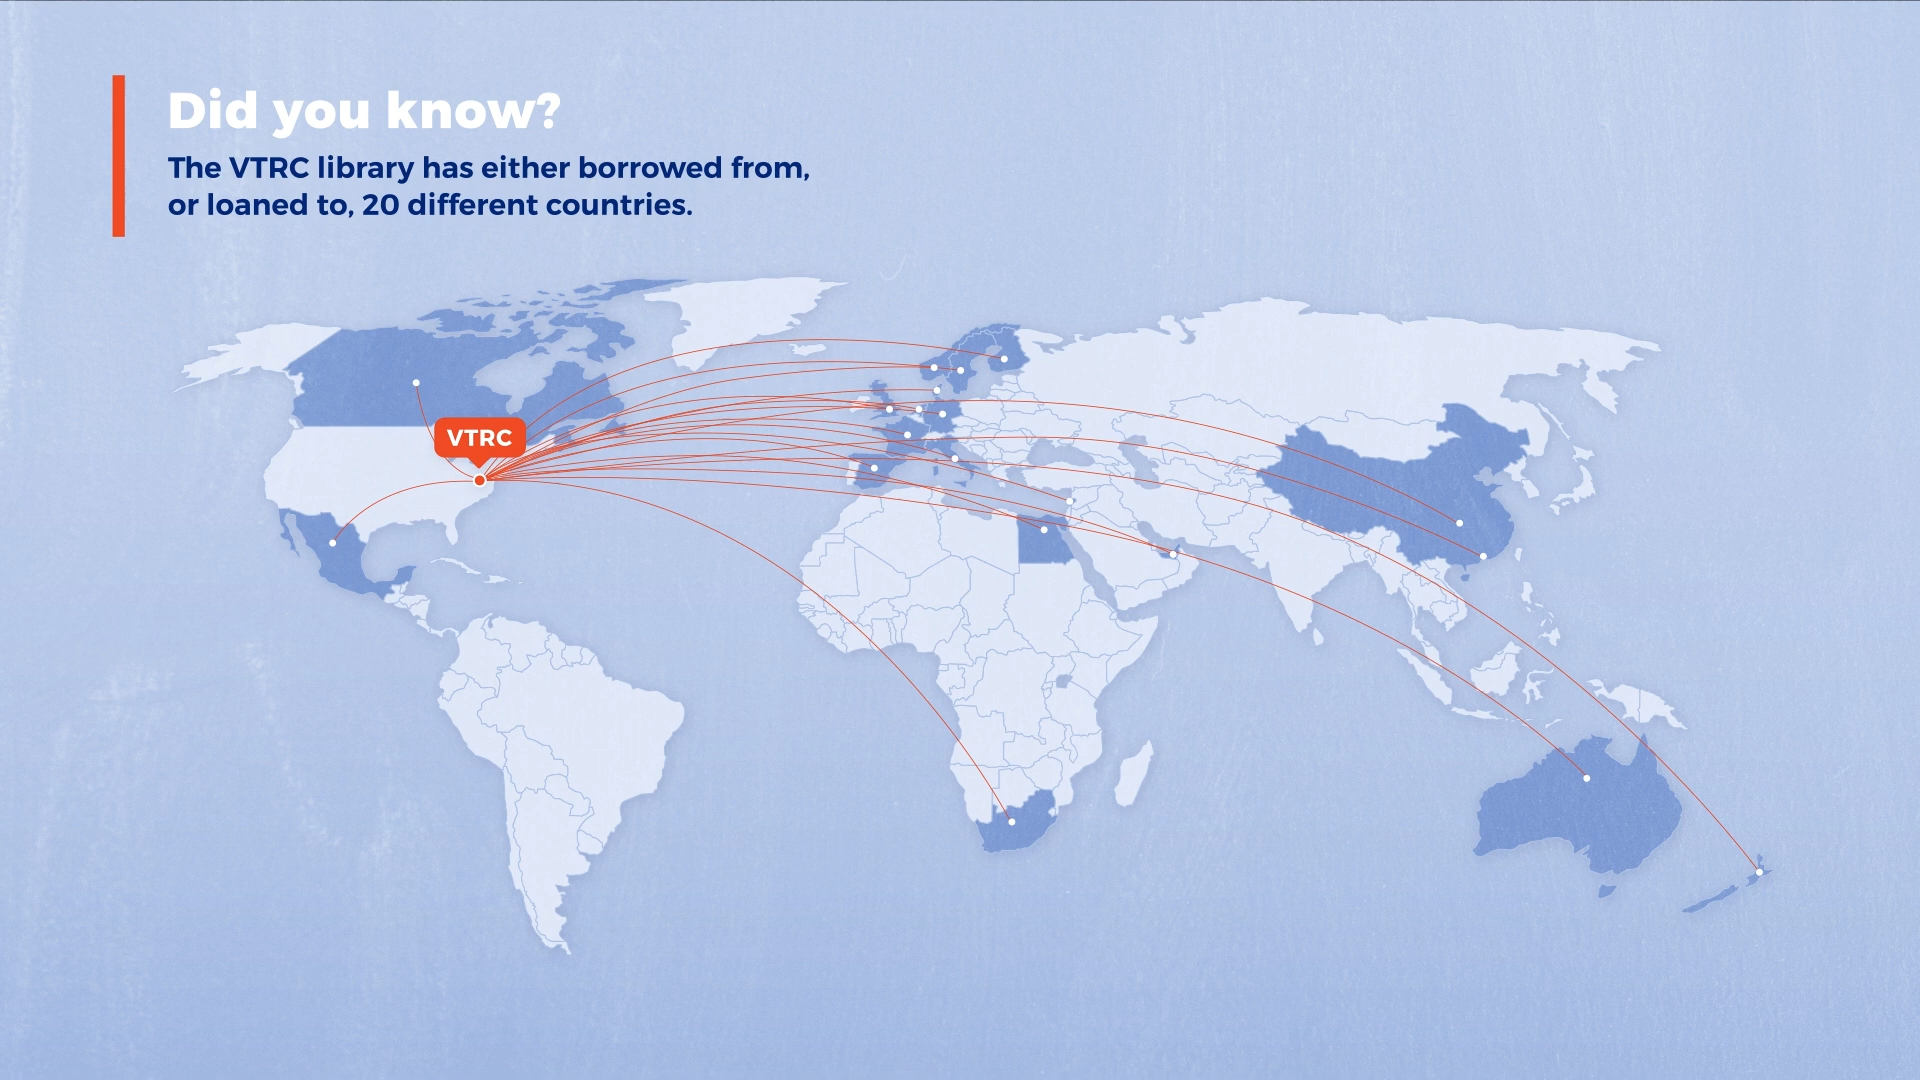 Did you know?
The VTRC library has either borrowed from,
or loaned to, 20 different countries.
VTRC